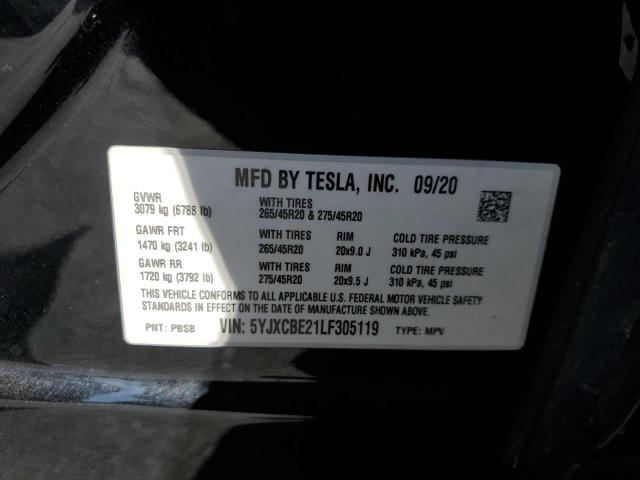 MFD BY TESLA, INC. 09/20
GVWR
3079 kg (6788 lb)
WITH TIRES
265/45R20 & 275/45R20
GAWR FRT
1470 kg (3241 lb)
WITH TIRES
265/45R20
RIM
20x9.0 J
COLD TIRE PRESSURE
310 kPa, 45 psi
GAWR RR
1720 kg (3792 lb)
WITH TIRES
275/45R20
RIM
20x9.5 J
COLD TIRE PRESSURE
310 kPa, 45 psi
THIS VEHICLE CONFORMS TO ALL APPLICABLE U.S. FEDERAL MOTOR VEHICLE SAFETY
STANDARDS IN EFFECT ON THE DATE OF MANUFACTURE SHOWN ABOVE.
PNT: PBSB VIN: 5YJXCBE21LF305119 TYPE: MPV